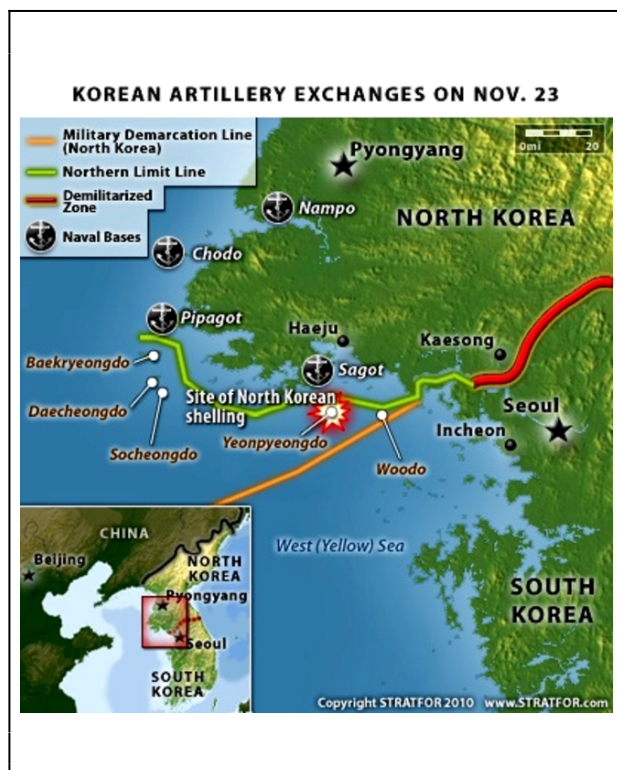 KOREAN ARTILLERY EXCHANGES ON NOV. 23
Military Demarcation Line
(North Korea)
Northern Limit Line
Demilitarized
Zone
Naval Bases
0mi 20
Pyongyang
Nampo
NORTH KOREA
Chodo
Pipagot
Haeju
Kaesong
Baekryeongdo
Sagot
Site of North Korean
shelling
Seoul
Daecheongdo
Yeonpyeongdo
Incheon
Socheongdo
Woodo
West (Yellow) Sea
CHINA
Beijing
NORTH
KOREA
Pyongyang
Seoul
SOUTH
KOREA
SOUTH
KOREA
Copyright STRATFOR 2010 www.STRATFOR.com